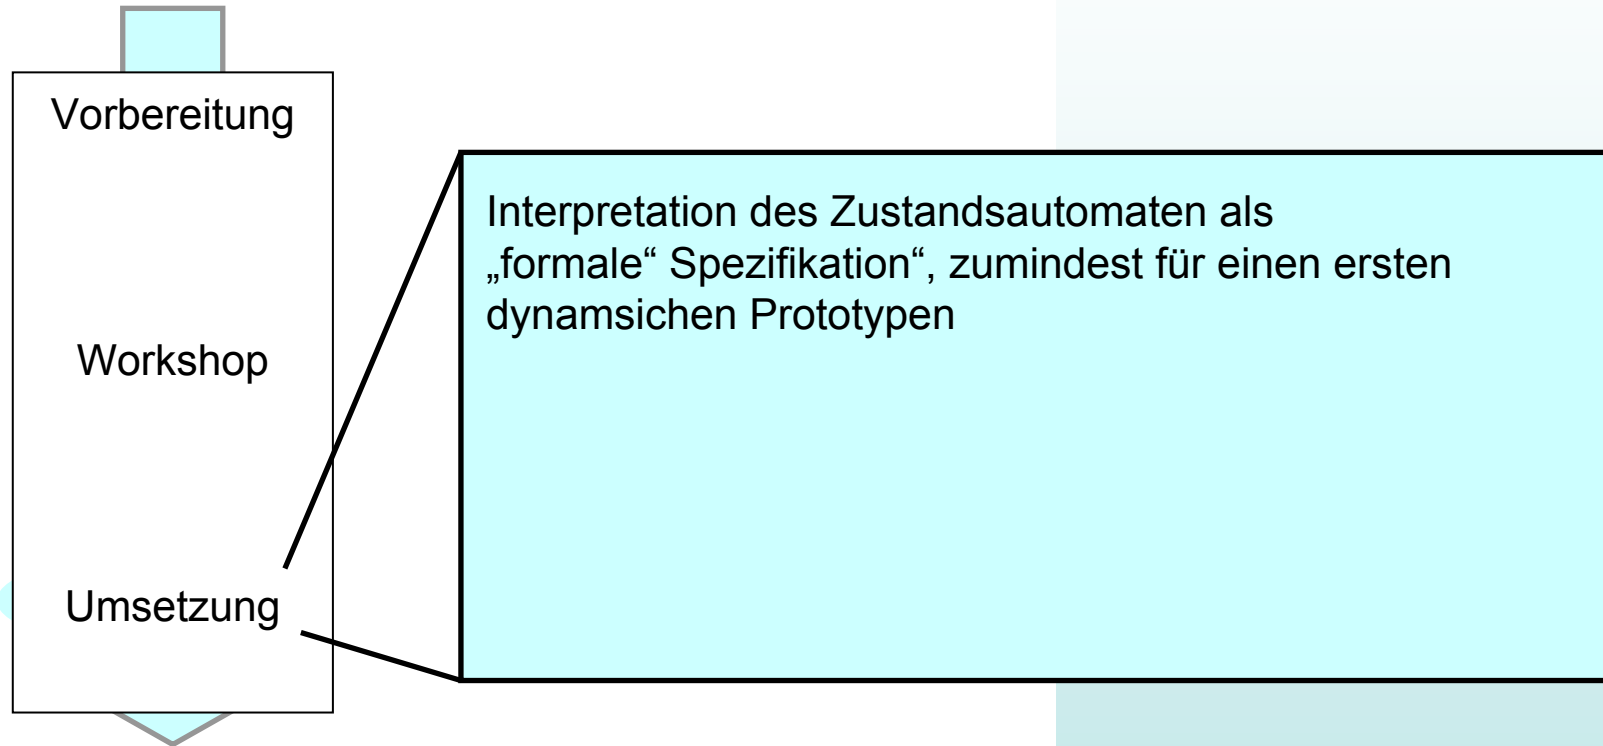 Vorbereitung
Workshop
Umsetzung
Interpretation des Zustandsautomaten als
„formale“ Spezifikation“, zumindest für einen ersten
dynamsichen Prototypen